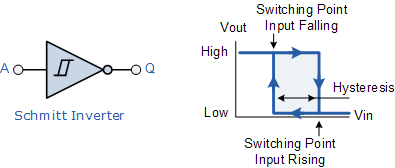 A
Q
Schmitt Inverter
Switching Point
Input Falling
Vout
High
Hysteresis
Low
Vin
Switching Point
Input Rising